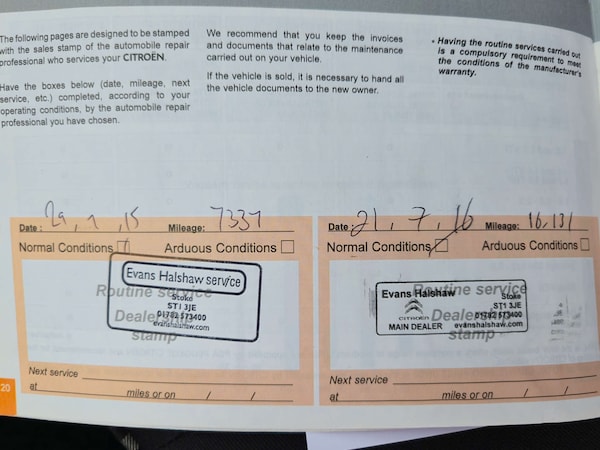 The following pages are designed to be stamped
with the sales stamp of the automobile repair
professional who services your CITROËN.
Have the boxes below (date, mileage, next
service, etc.) completed, according to your
operating conditions, by the automobile repair
professional you have chosen.
We recommend that you keep the invoices
and documents that relate to the maintenance
carried out on your vehicle.
If the vehicle is sold, it is necessary to hand all
the vehicle documents to the new owner.
• Having the routine services carried out
is a compulsory requirement to meet
the conditions of the manufacturer's
warranty.
Date : 29, 7, 15 Mileage: 7337
Normal Conditions Arduous Conditions
Routine service
Dealership
stamp
Evans Halshaw service
Stoke
ST1 3JE
01782 573400
evanshalshaw.com
Next service
at miles or on / /
Date : 21, 7, 16 Mileage: 16,131
Normal Conditions Arduous Conditions
Routine service
Dealership
stamp
Evans Halshaw
CITROËN
MAIN DEALER
Stoke
ST1 3JE
01782 573400
evanshalshaw.com
Next service
at miles or on / /
20